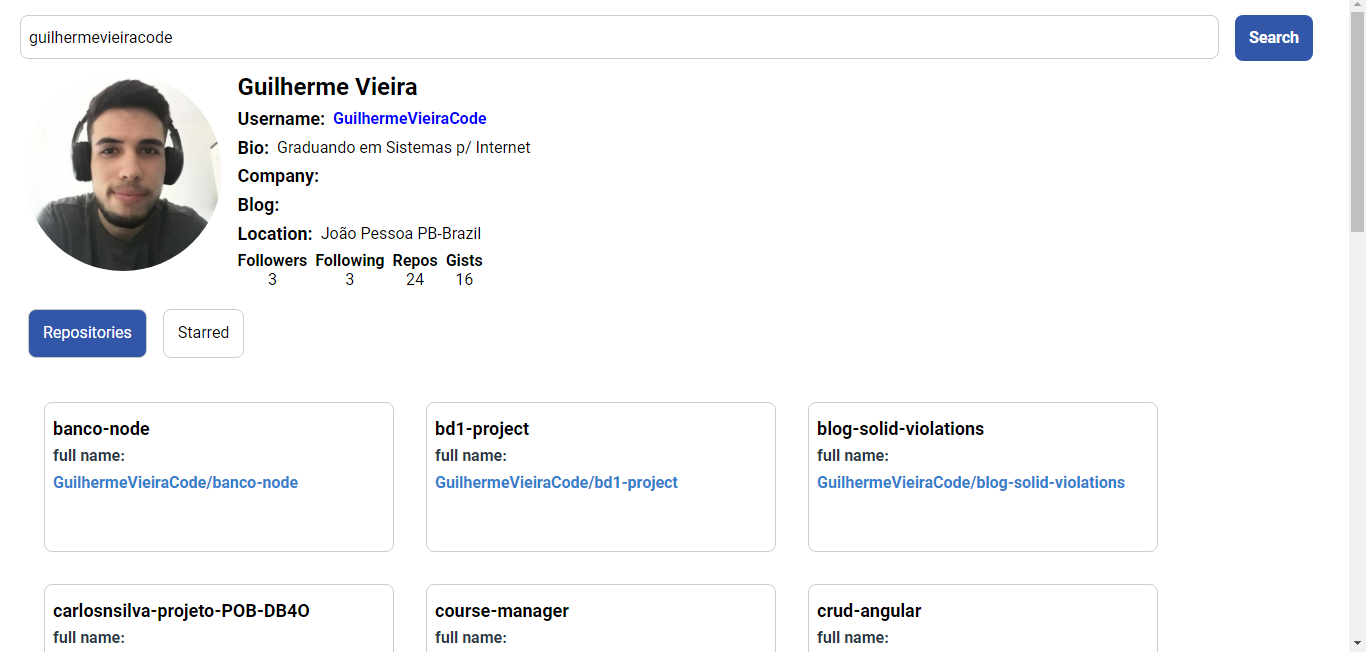 guilhermevieiracode
Search
Guilherme Vieira
Username: GuilhermeVieiraCode
Bio: Graduando em Sistemas p/ Internet
Company:
Blog:
Location: João Pessoa PB-Brazil
Followers Following Repos Gists
3 3 24 16
Repositories Starred
banco-node
full name:
GuilhermeVieiraCode/banco-node
bd1-project
full name:
GuilhermeVieiraCode/bd1-project
blog-solid-violations
full name:
GuilhermeVieiraCode/blog-solid-violations
carlosnsilva-projeto-POB-DB4O
full name:
course-manager
full name:
crud-angular
full name: